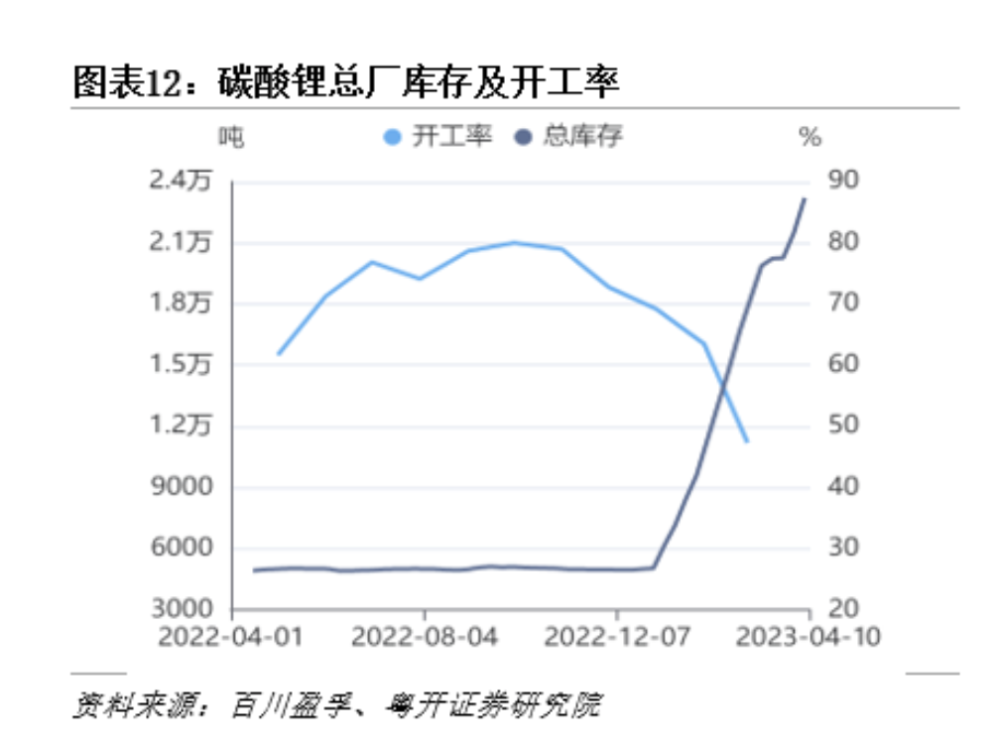 图表12：碳酸锂总厂库存及开工率
吨 开工率 总库存 %
2.4万 90
2.1万 80
1.8万 70
1.5万 60
1.2万 50
9000 40
6000 30
3000 20
2022-04-01 2022-08-04 2022-12-07 2023-04-10
资料来源：百川盈孚、粤开证券研究院